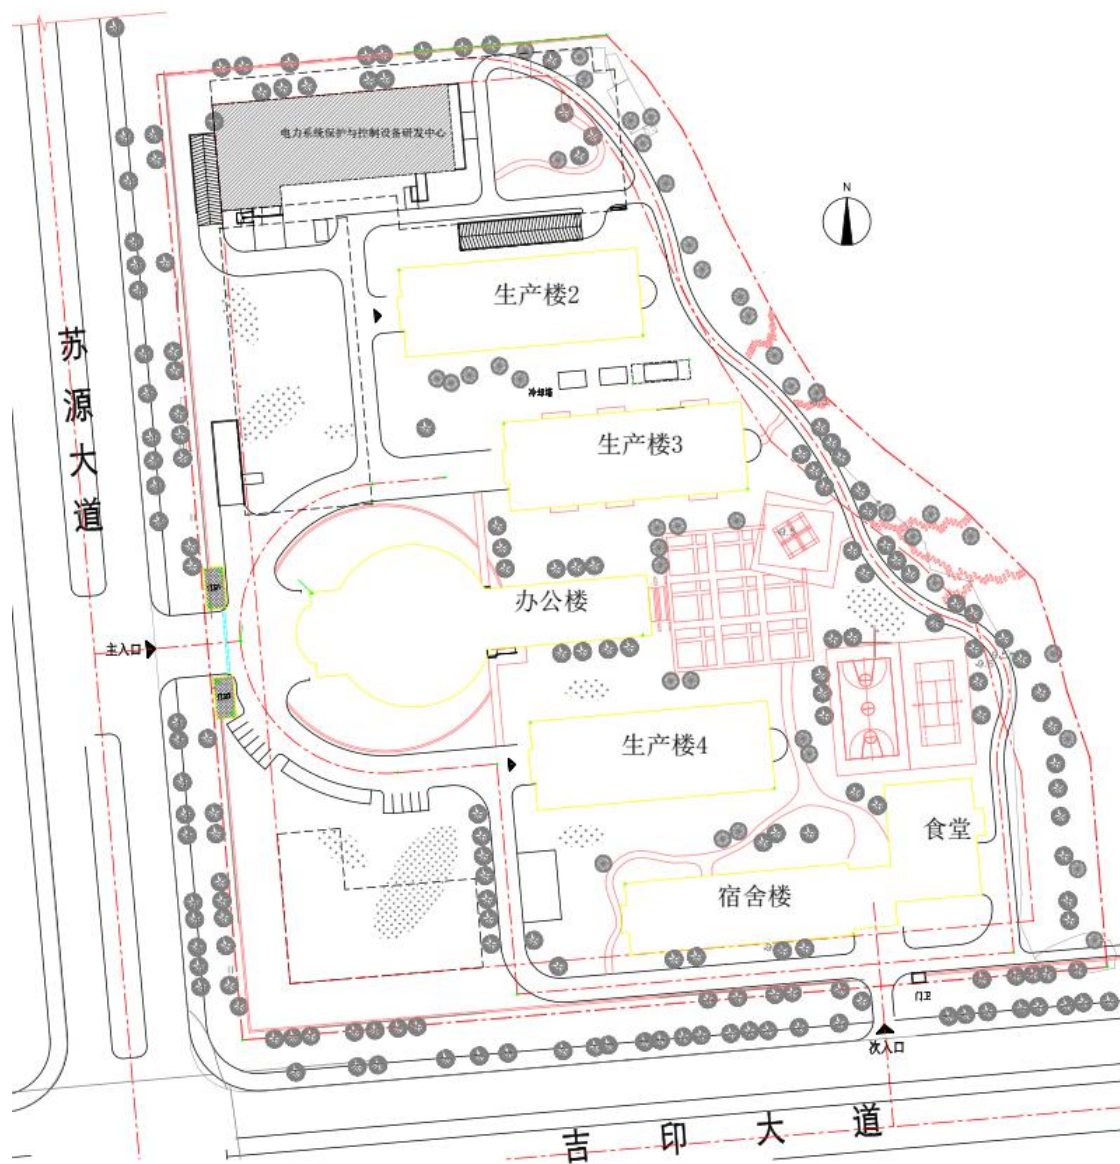 电力系统保护与控制设备研发中心
N
生产楼2
苏源大道
冷却塔
生产楼3
办公楼
主入口
生产楼4
食堂
宿舍楼
门卫
次入口
吉印大道